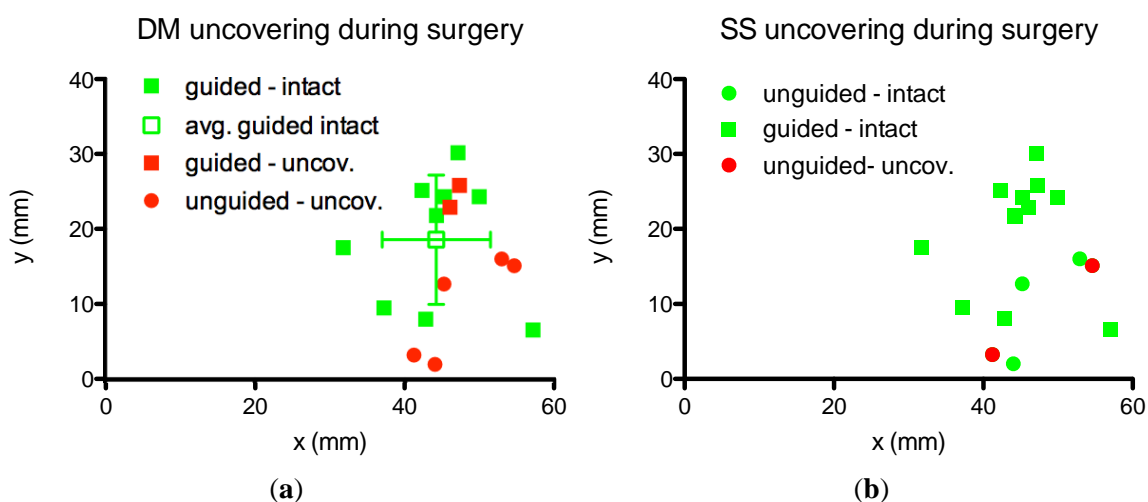 DM uncovering during surgery
40
30
20
10
0
y (mm)
guided - intact
avg. guided intact
guided - uncov.
unguided - uncov.
0 20 40 60
x (mm)
(a)
SS uncovering during surgery
40
30
20
10
0
y (mm)
unguided - intact
guided - intact
unguided- uncov.
0 20 40 60
x (mm)
(b)